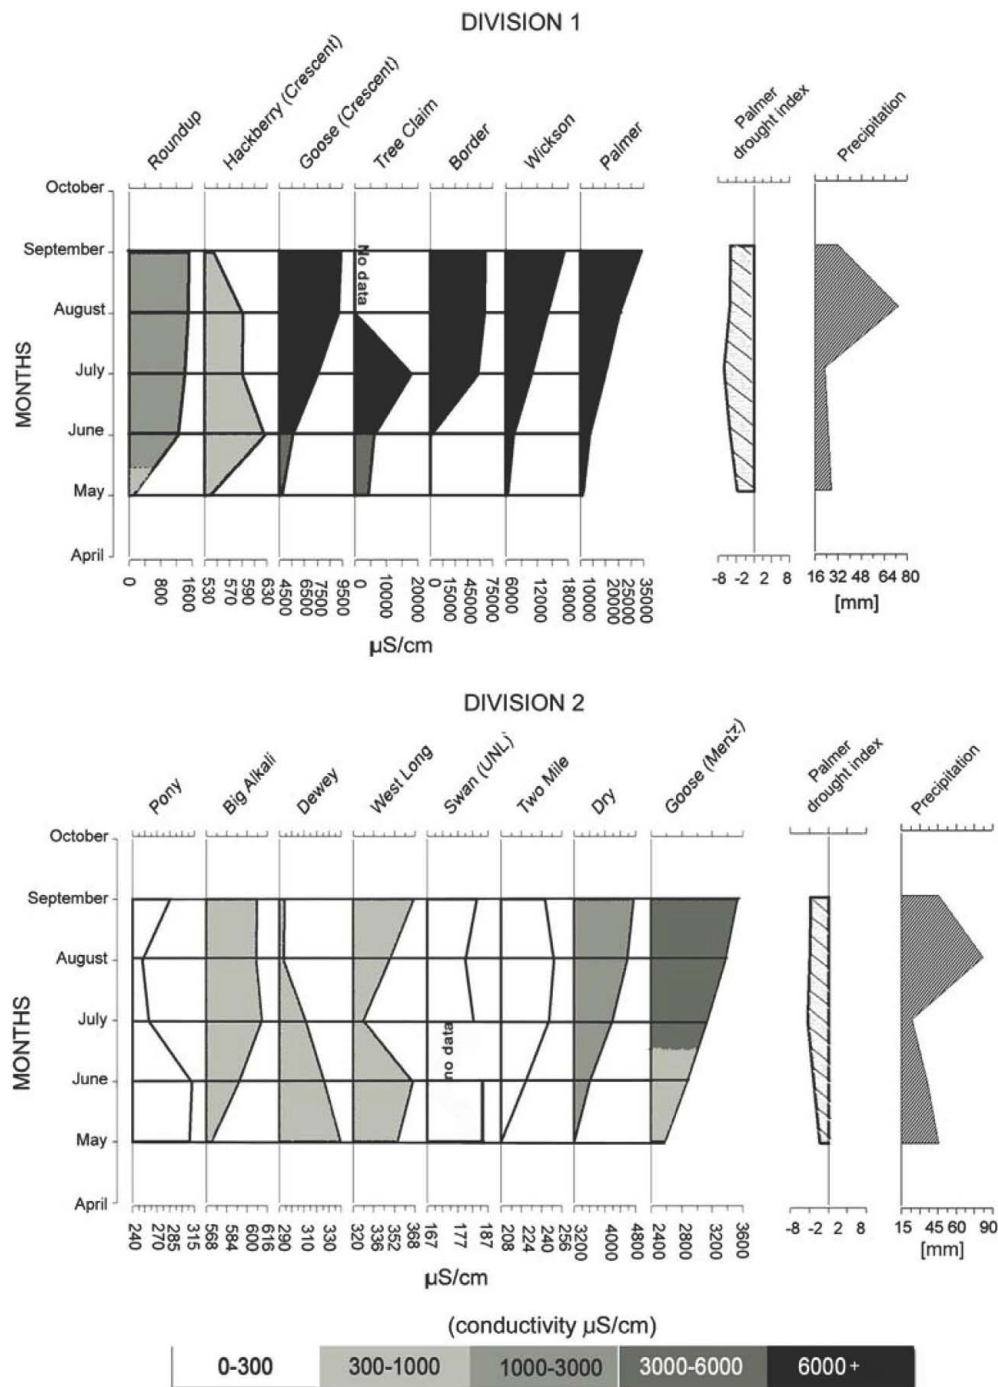 DIVISION 1
Roundup
Hackberry (Crescent)
Goose (Crescent)
Tree Claim
Border
Wickson
Palmer
Palmer
drought index
Precipitation
October
September
August
July
June
May
April
MONTHS
No data
0 800 1600
530 570 590 630
4500 6500 7500 9500
0 10000 20000
0 15000 45000 75000
6000 12000 18000
10000 20000 25000 35000
-8 -2 2 8
16 32 48 64 80
[mm]
µS/cm
DIVISION 2
Pony
Big Alkali
Dewey
West Long
Swan (UNL)
Two Mile
Dry
Goose (Mentz)
Palmer
drought index
Precipitation
October
September
August
July
June
May
April
MONTHS
no data
240 270 285 315
568 584 600 616
290 310 330
320 336 352 368
167 177 187
208 224 240 256
3200 4000 4800
2400 2800 3200 3600
-8 -2 2 8
15 45 60 90
[mm]
µS/cm
(conductivity µS/cm)
0-300 300-1000 1000-3000 3000-6000 6000+